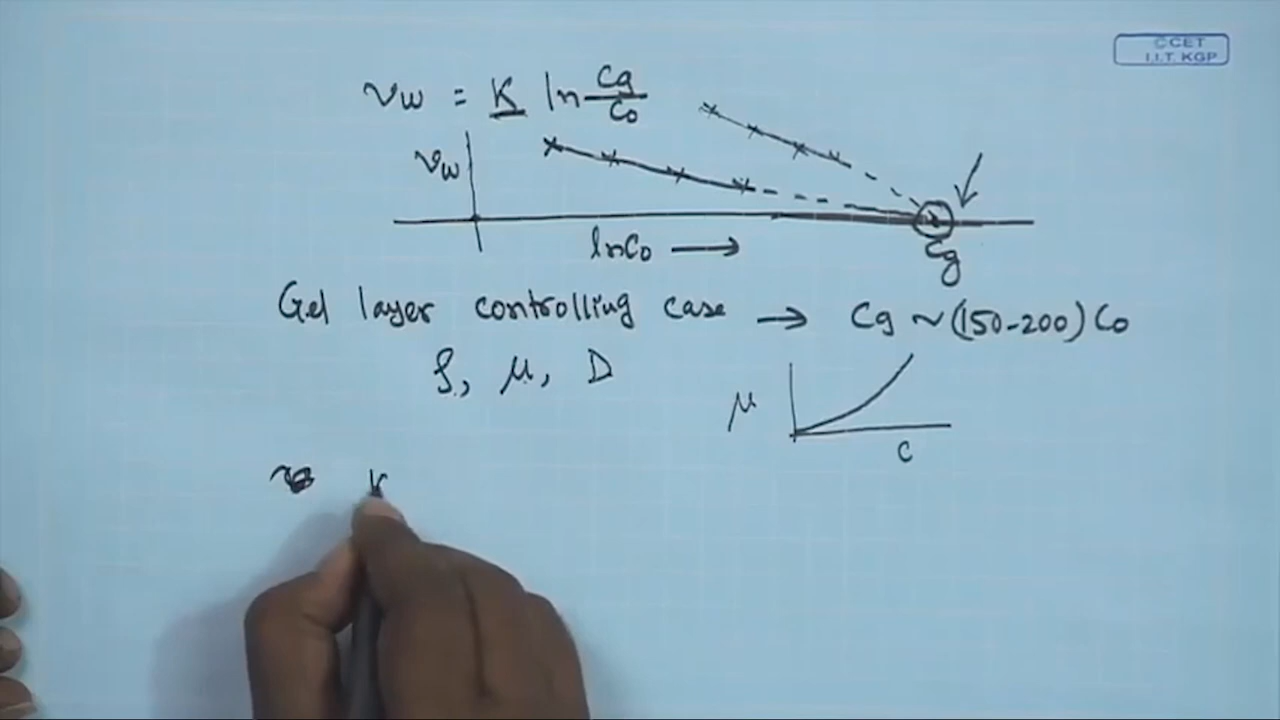 ©CET
I.I.T. KGP
vw = K ln Cg/Co
vw
lnCo →
Cg
Gel layer controlling case → Cg ~ (150-200) Co
ρ, μ, D
μ
c
K